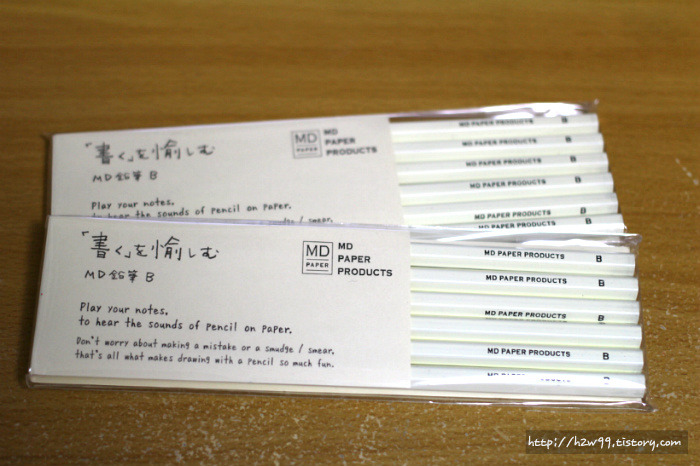 「書く」を愉しむ
MD鉛筆 B
MD
PAPER
MD
PAPER
PRODUCTS
Play your notes,
to hear the sounds of pencil on paper.
smudge / smear,
MD PAPER PRODUCTS B
MD PAPER PRODUCTS B
MD PAPER PRODUCTS B
MD PAPER PRODUCTS B
MD PAPER PRODUCTS B
MD PAPER PRODUCTS B
「書く」を愉しむ
MD鉛筆 B
MD
PAPER
MD
PAPER
PRODUCTS
Play your notes,
to hear the sounds of pencil on paper.
Don't worry about making a mistake or a smudge / smear,
that's all what makes drawing with a pencil so much fun.
MD PAPER PRODUCTS B
MD PAPER PRODUCTS B
MD PAPER PRODUCTS B
MD PAPER PRODUCTS B
MD PAPER PRODUCTS B
http://h2w99.tistory.com